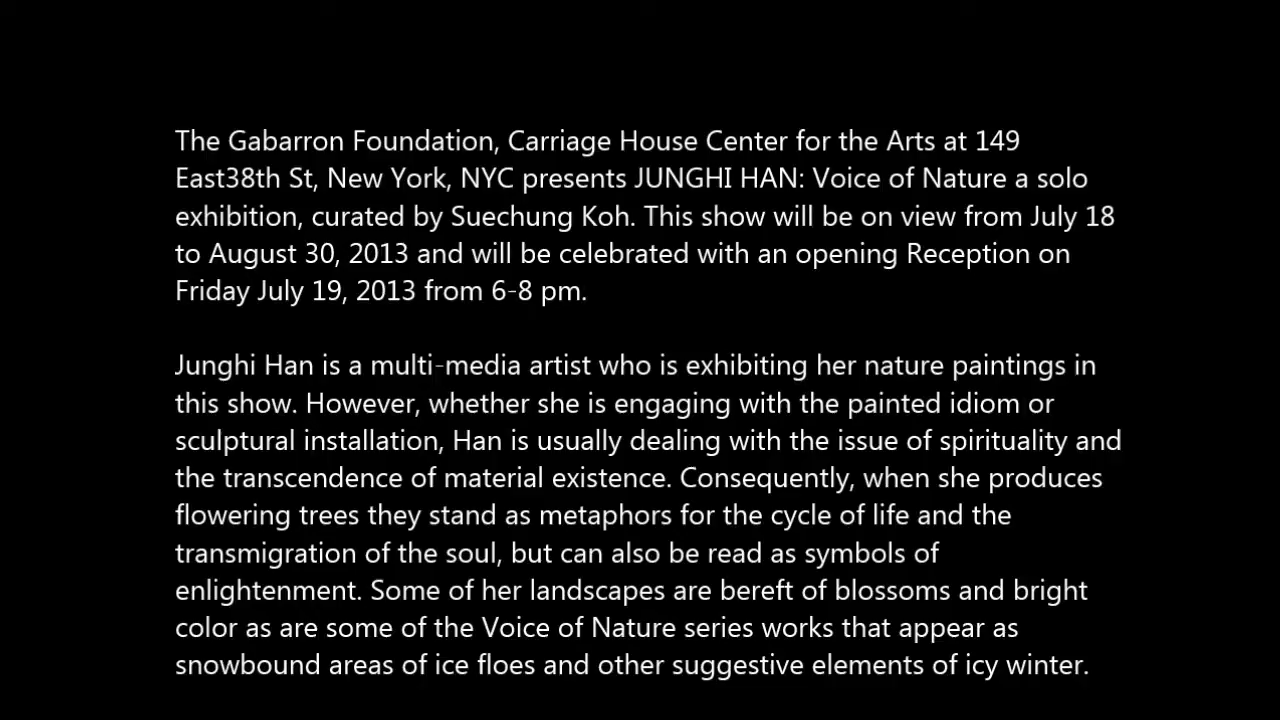 The Gabarron Foundation, Carriage House Center for the Arts at 149
East38th St, New York, NYC presents JUNGHI HAN: Voice of Nature a solo
exhibition, curated by Suechung Koh. This show will be on view from July 18
to August 30, 2013 and will be celebrated with an opening Reception on
Friday July 19, 2013 from 6-8 pm.
Junghi Han is a multi-media artist who is exhibiting her nature paintings in
this show. However, whether she is engaging with the painted idiom or
sculptural installation, Han is usually dealing with the issue of spirituality and
the transcendence of material existence. Consequently, when she produces
flowering trees they stand as metaphors for the cycle of life and the
transmigration of the soul, but can also be read as symbols of
enlightenment. Some of her landscapes are bereft of blossoms and bright
color as are some of the Voice of Nature series works that appear as
snowbound areas of ice floes and other suggestive elements of icy winter.